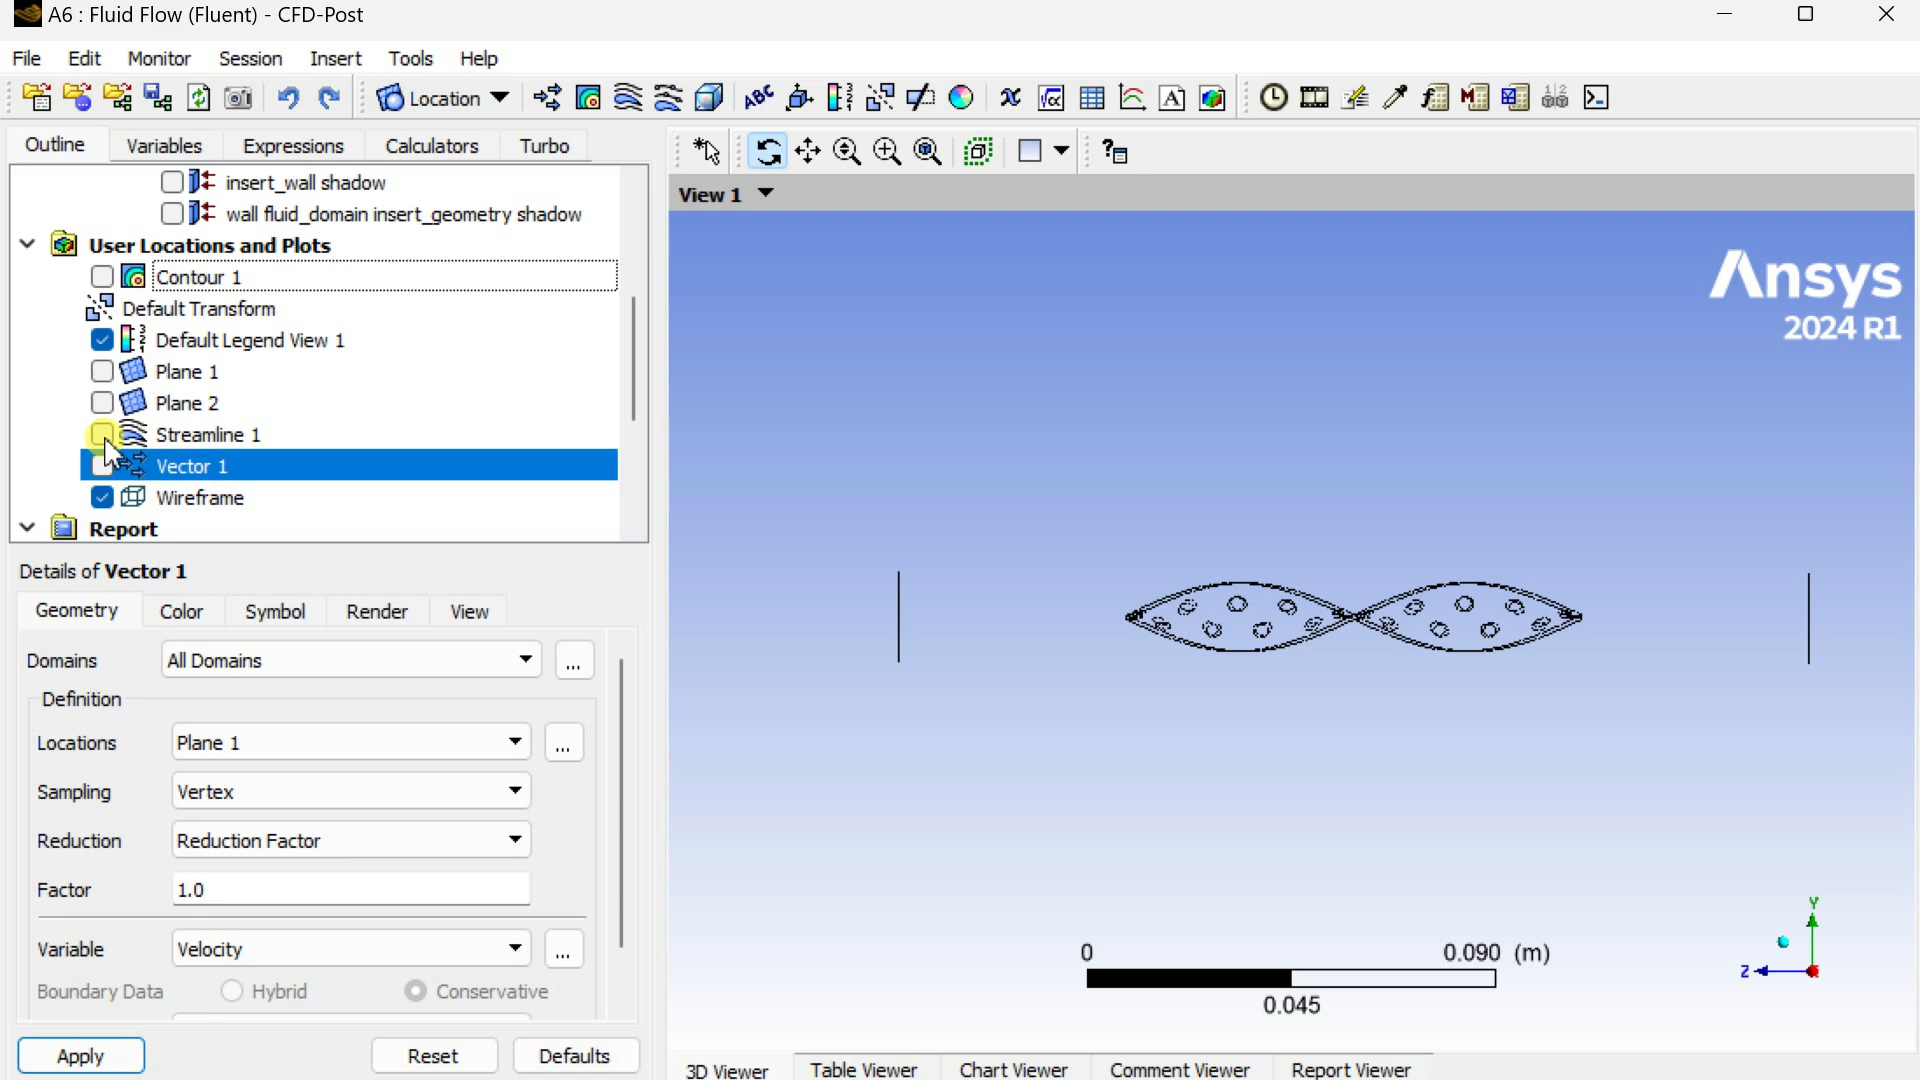 A6 : Fluid Flow (Fluent) - CFD-Post
File Edit Monitor Session Insert Tools Help
Location
Outline Variables Expressions Calculators Turbo
View 1
insert_wall shadow
wall fluid_domain insert_geometry shadow
User Locations and Plots
Contour 1
Default Transform
Default Legend View 1
Plane 1
Plane 2
Streamline 1
Vector 1
Wireframe
Report
Details of Vector 1
Geometry Color Symbol Render View
Domains All Domains ...
Definition
Locations Plane 1 ...
Sampling Vertex
Reduction Reduction Factor
Factor 1.0
Variable Velocity ...
Boundary Data Hybrid Conservative
Apply Reset Defaults
Ansys
2024 R1
0 0.090 (m)
0.045
Y
Z
3D Viewer Table Viewer Chart Viewer Comment Viewer Report Viewer